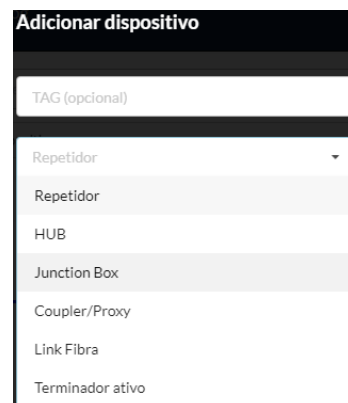 Adicionar dispositivo
TAG (opcional)
Repetidor
Repetidor
HUB
Junction Box
Coupler/Proxy
Link Fibra
Terminador ativo